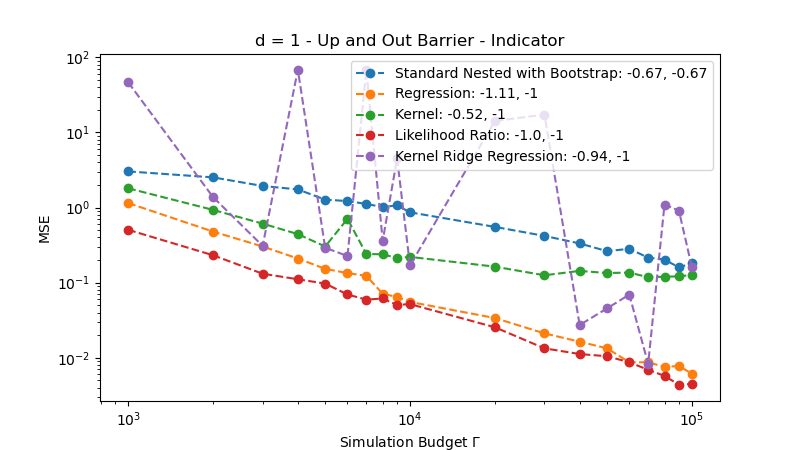 d = 1 - Up and Out Barrier - Indicator
10²
10¹
10⁰
10⁻¹
10⁻²
MSE
Standard Nested with Bootstrap: -0.67, -0.67
Regression: -1.11, -1
Kernel: -0.52, -1
Likelihood Ratio: -1.0, -1
Kernel Ridge Regression: -0.94, -1
10³
10⁴
10⁵
Simulation Budget Γ